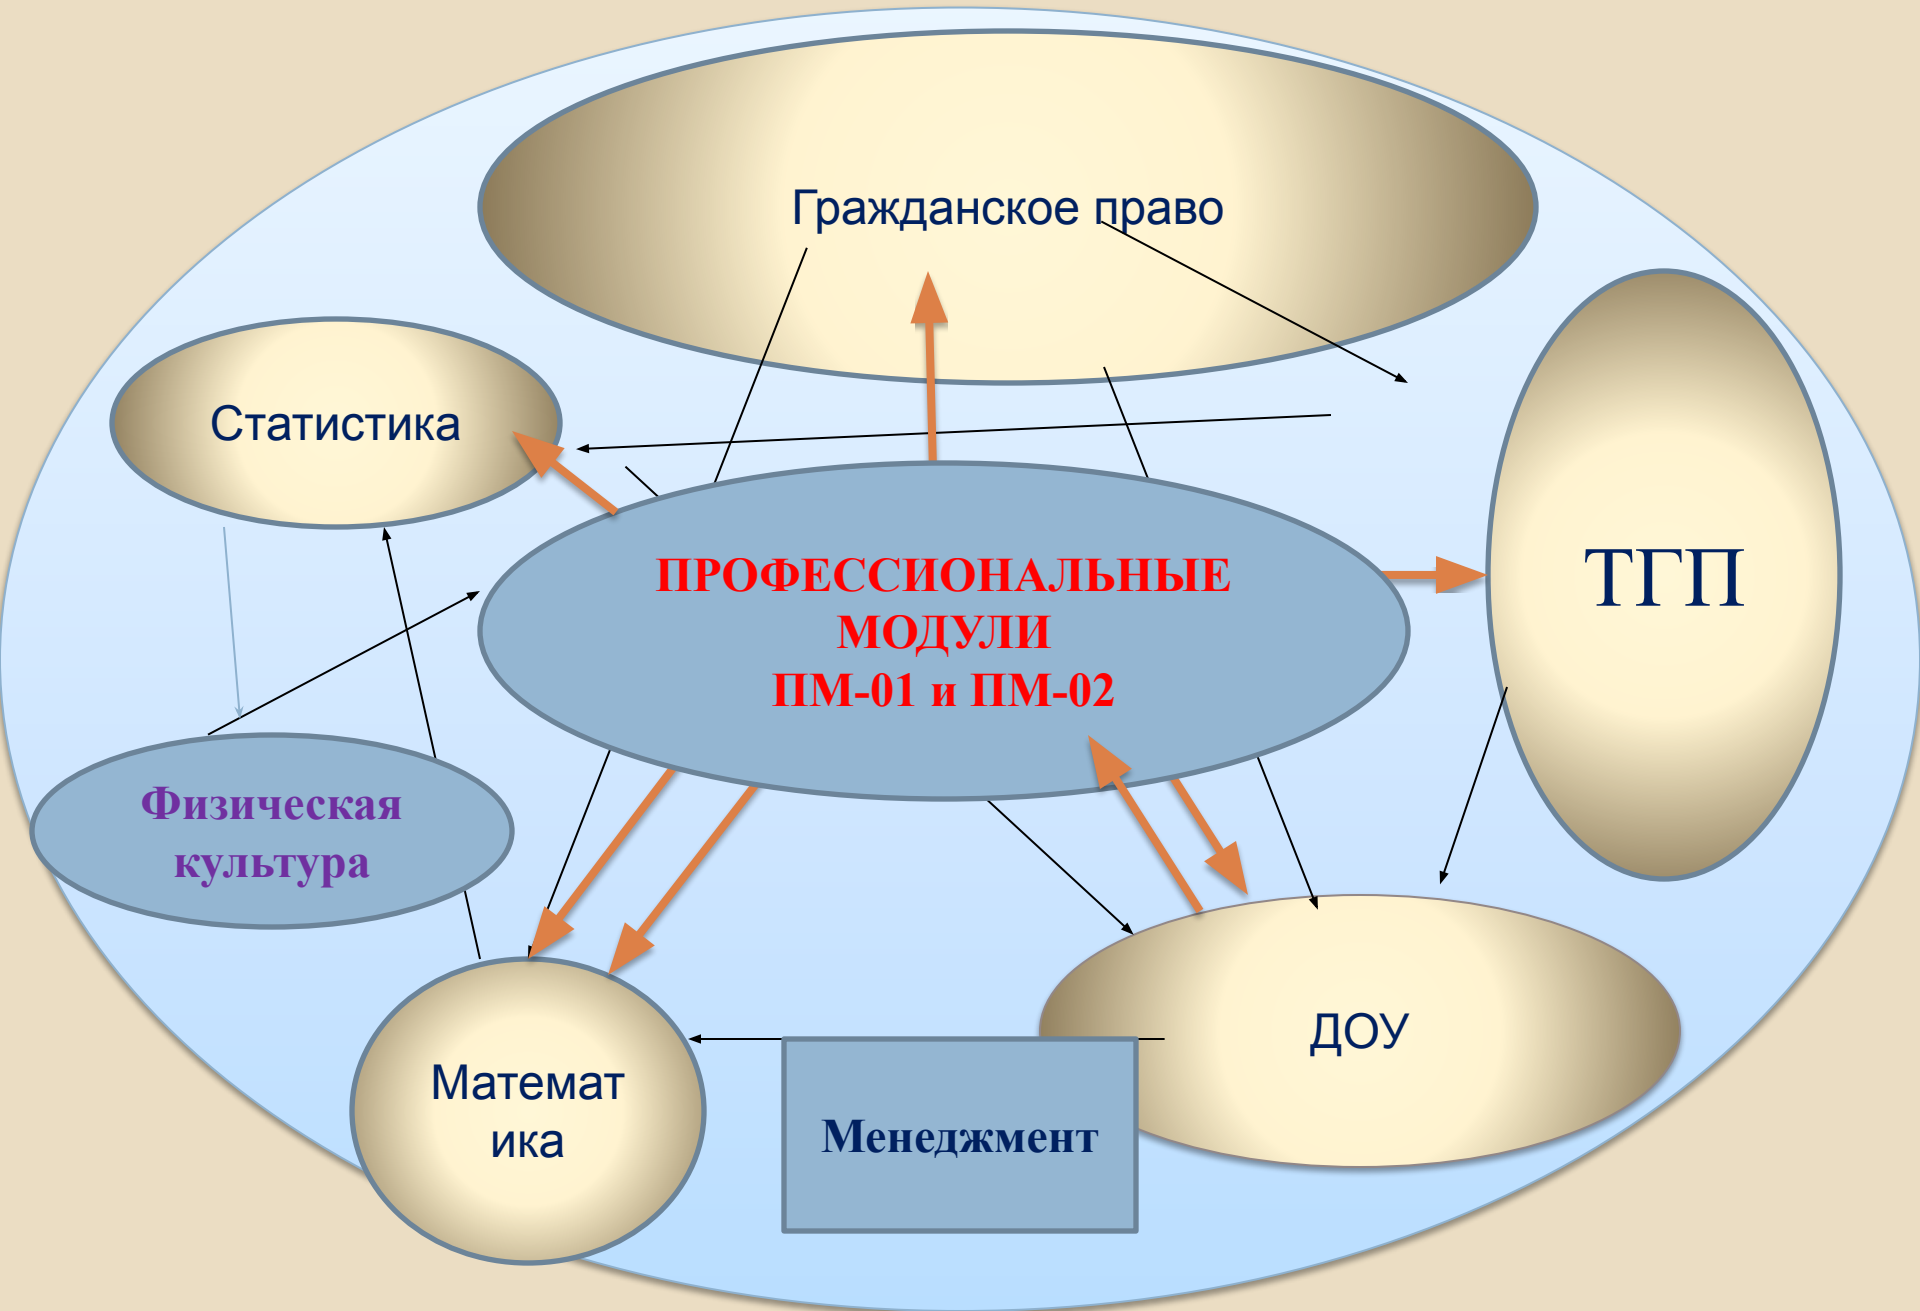 Гражданское право
Статистика
ПРОФЕССИОНАЛЬНЫЕ
МОДУЛИ
ПМ-01 и ПМ-02
ТГП
Физическая
культура
Математ
ика
Менеджмент
ДОУ